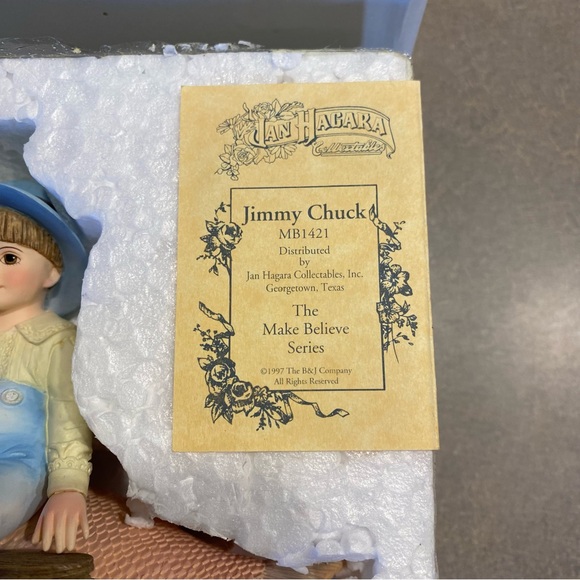 JAN HAGARA
Collectables
Jimmy Chuck
MB1421
Distributed
by
Jan Hagara Collectables, Inc.
Georgetown, Texas
The
Make Believe
Series
©1997 The B&J Company
All Rights Reserved